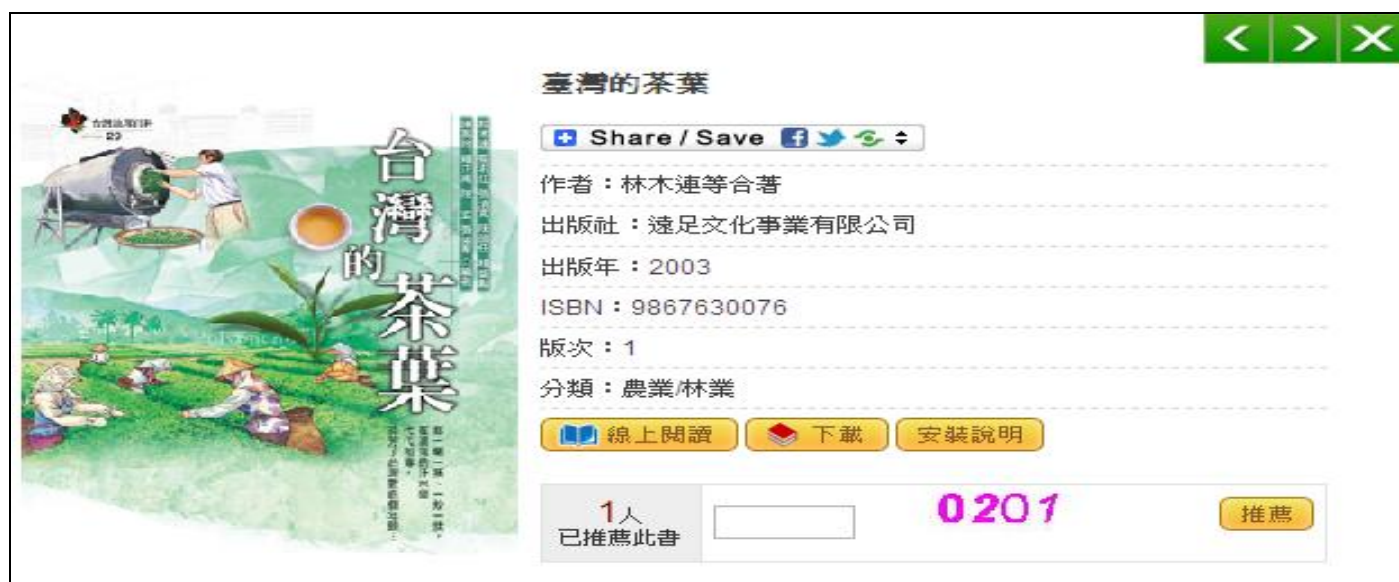 臺灣的茶葉
Share / Save
作者：林木連等合著
出版社：遠足文化事業有限公司
出版年：2003
ISBN：9867630076
版次：1
分類：農業/林業
線上閱讀
下載
安裝說明
1人
已推薦此書
0201
推薦
23
台灣的茶葉